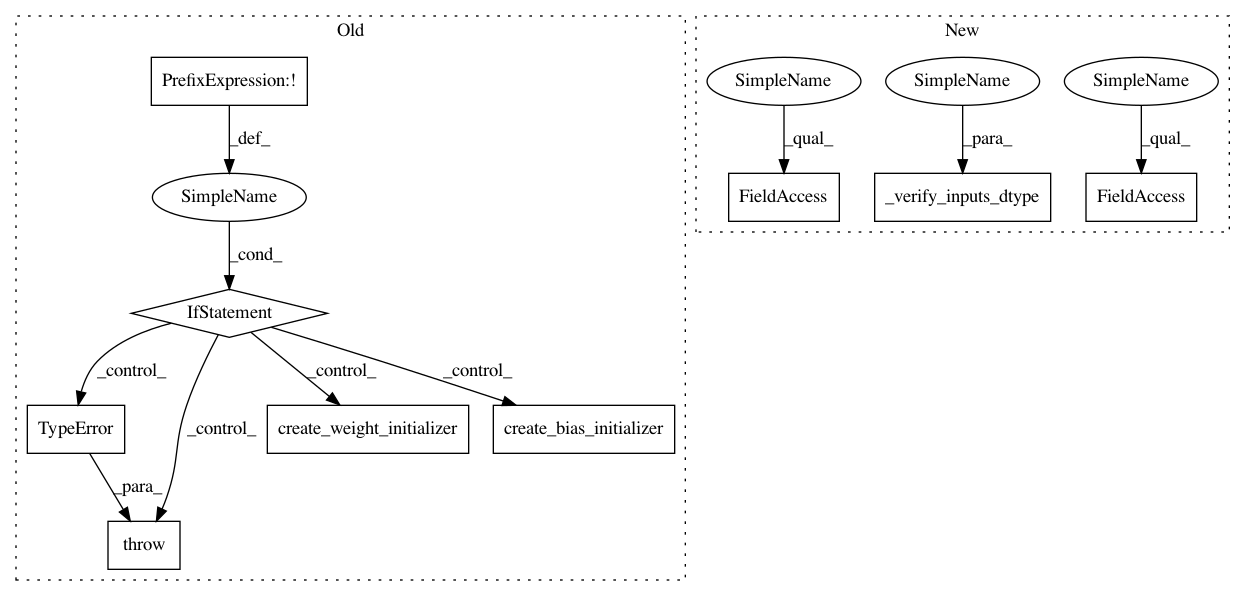 Old
New
PrefixExpression:!
SimpleName
SimpleName
SimpleName
_def_
_qual_
_para_
_qual_
SimpleName
FieldAccess
_verify_inputs_dtype
FieldAccess
_cond_
IfStatement
_control_
_control_
_control_
_control_
TypeError
create_weight_initializer
create_bias_initializer
_para_
throw